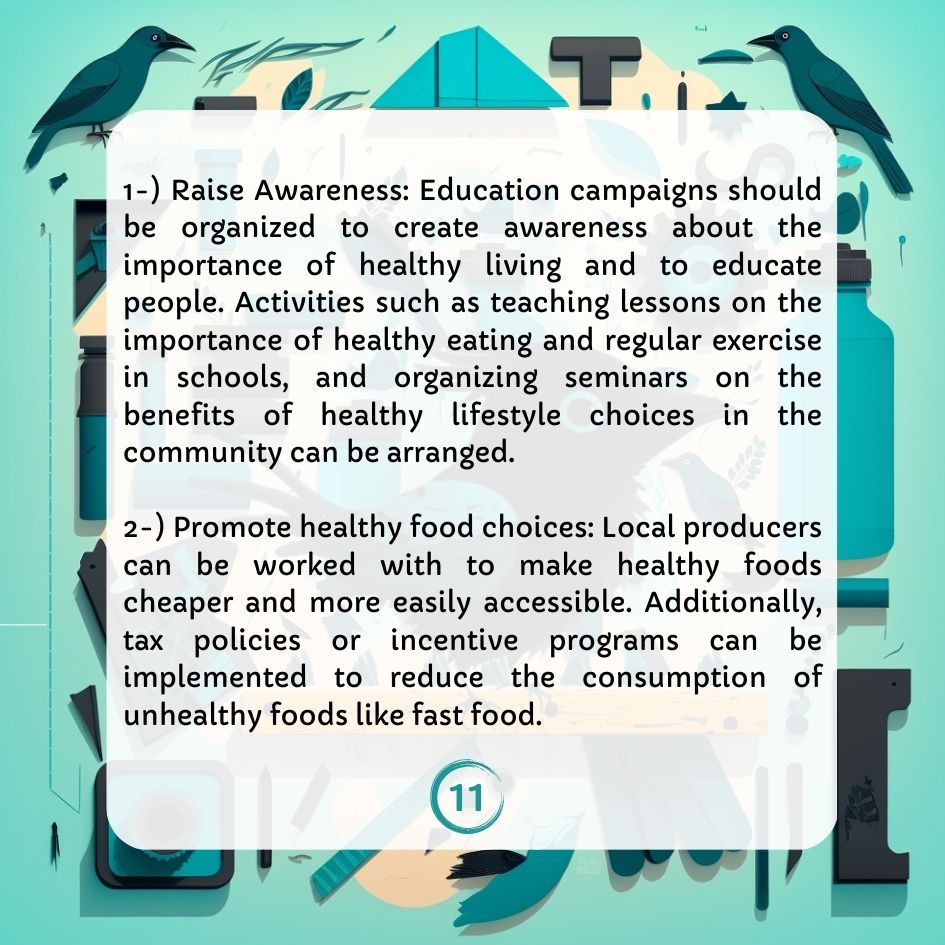 1-) Raise Awareness: Education campaigns should
be organized to create awareness about the
importance of healthy living and to educate
people. Activities such as teaching lessons on the
importance of healthy eating and regular exercise
in schools, and organizing seminars on the
benefits of healthy lifestyle choices in the
community can be arranged.
2-) Promote healthy food choices: Local producers
can be worked with to make healthy foods
cheaper and more easily accessible. Additionally,
tax policies or incentive programs can be
implemented to reduce the consumption of
unhealthy foods like fast food.
11